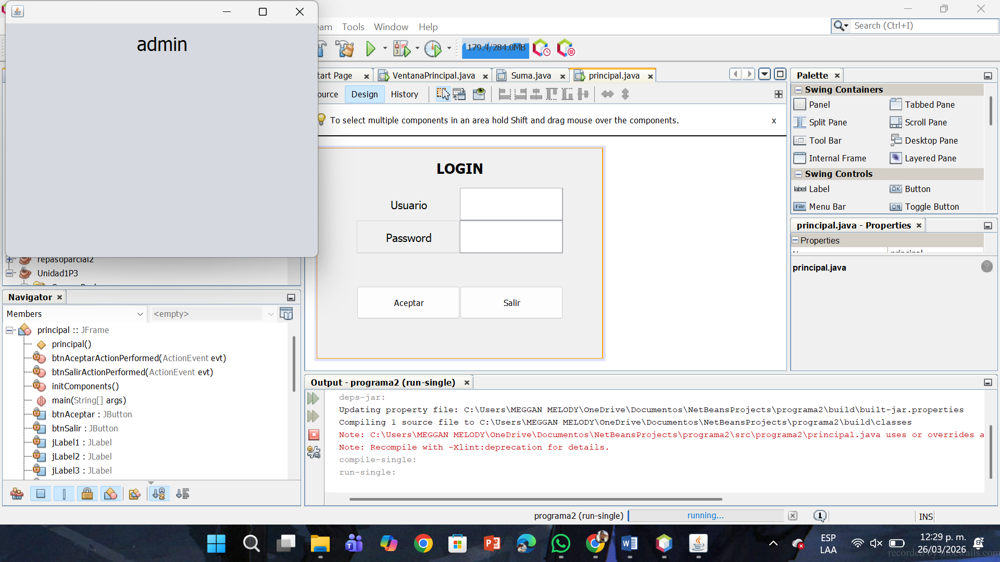 admin
Tools Window Help
Search (Ctrl+I)
179.4/284.0MB
VentanaPrincipal.java
Suma.java
principal.java
Page
Design
History
To select multiple components in an area hold Shift and drag mouse over the components.
x
LOGIN
Usuario
Password
Aceptar
Salir
Palette
Swing Containers
Panel
Tabbed Pane
Split Pane
Scroll Pane
Tool Bar
Desktop Pane
Internal Frame
Layered Pane
Swing Controls
label Label
OK Button
File Menu Bar
ON Toggle Button
principal.java - Properties
Properties
principal.java
repasoparcial2
Unidad1P3
Navigator
Members
<empty>
principal :: JFrame
principal()
btnAceptarActionPerformed(ActionEvent evt)
btnSalirActionPerformed(ActionEvent evt)
initComponents()
main(String[] args)
btnAceptar : JButton
btnSalir : JButton
jLabel1 : JLabel
jLabel2 : JLabel
jLabel3 : JLabel
Output - programa2 (run-single)
deps-jar:
Updating property file: C:\Users\MEGGAN MELODY\OneDrive\Documentos\NetBeansProjects\programa2\build\built-jar.properties
Compiling 1 source file to C:\Users\MEGGAN MELODY\OneDrive\Documentos\NetBeansProjects\programa2\build\classes
Note: C:\Users\MEGGAN MELODY\OneDrive\Documentos\NetBeansProjects\programa2\src\programa2\principal.java uses or overrides a
Note: Recompile with -Xlint:deprecation for details.
compile-single:
run-single:
programa2 (run-single)
running...
1
INS
ESP
LAA
12:29 p. m.
26/03/2026